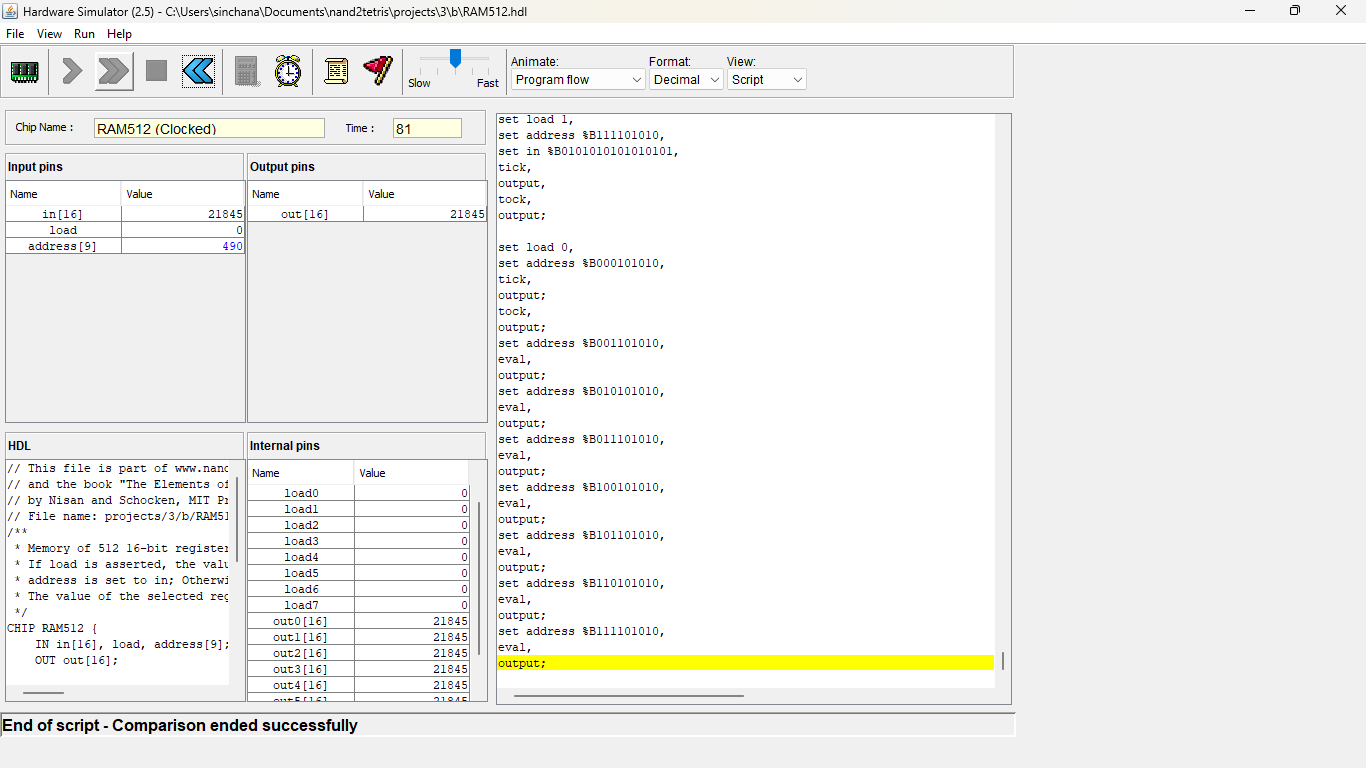 Hardware Simulator (2.5) - C:\Users\sinchana\Documents\nand2tetris\projects\3\b\RAM512.hdl
File View Run Help
Slow Fast
Animate:
Program flow
Format:
Decimal
View:
Script
Chip Name :
RAM512 (Clocked)
Time :
81
Input pins
Name Value
in[16] 21845
load 0
address[9] 490
Output pins
Name Value
out[16] 21845
HDL
// This file is part of www.nand
// and the book "The Elements of
// by Nisan and Schocken, MIT Pr
// File name: projects/3/b/RAM51
/**
* Memory of 512 16-bit register
* If load is asserted, the valu
* address is set to in; Otherwi
* The value of the selected reg
*/
CHIP RAM512 {
IN in[16], load, address[9];
OUT out[16];
Internal pins
Name Value
load0 0
load1 0
load2 0
load3 0
load4 0
load5 0
load6 0
load7 0
out0[16] 21845
out1[16] 21845
out2[16] 21845
out3[16] 21845
out4[16] 21845
out5[16] 21845
set load 1,
set address %B111101010,
set in %B0101010101010101,
tick,
output,
tock,
output;
set load 0,
set address %B000101010,
tick,
output;
tock,
output;
set address %B001101010,
eval,
output;
set address %B010101010,
eval,
output;
set address %B011101010,
eval,
output;
set address %B100101010,
eval,
output;
set address %B101101010,
eval,
output;
set address %B110101010,
eval,
output;
set address %B111101010,
eval,
output;
End of script - Comparison ended successfully